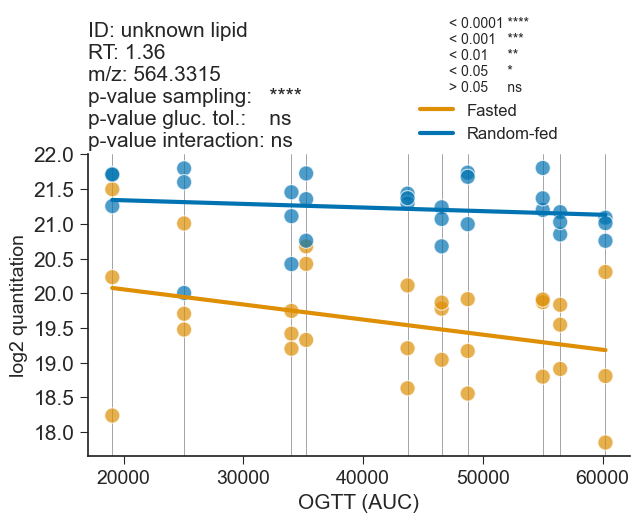 ID: unknown lipid
RT: 1.36
m/z: 564.3315
p-value sampling: ****
p-value gluc. tol.: ns
p-value interaction: ns
< 0.0001 ****
< 0.001 ***
< 0.01 **
< 0.05 *
> 0.05 ns
Fasted
Random-fed
22.0
21.5
21.0
20.5
20.0
19.5
19.0
18.5
18.0
log2 quantitation
20000 30000 40000 50000 60000
OGTT (AUC)